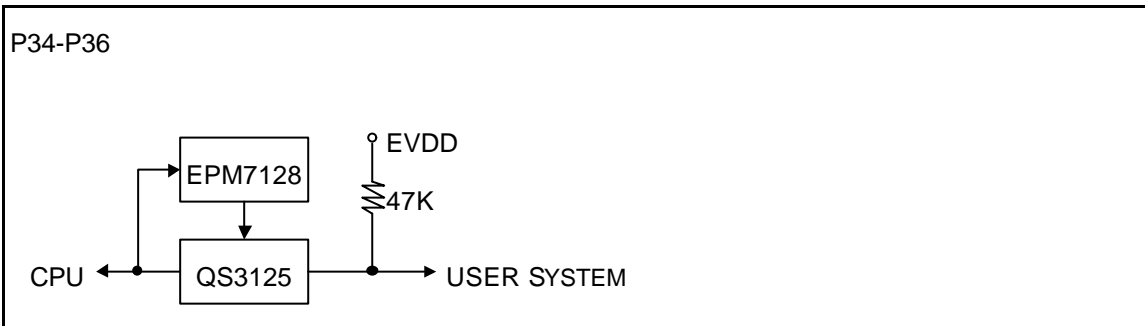 P34-P36
EVDD
EPM7128
47K
CPU
QS3125
USER SYSTEM